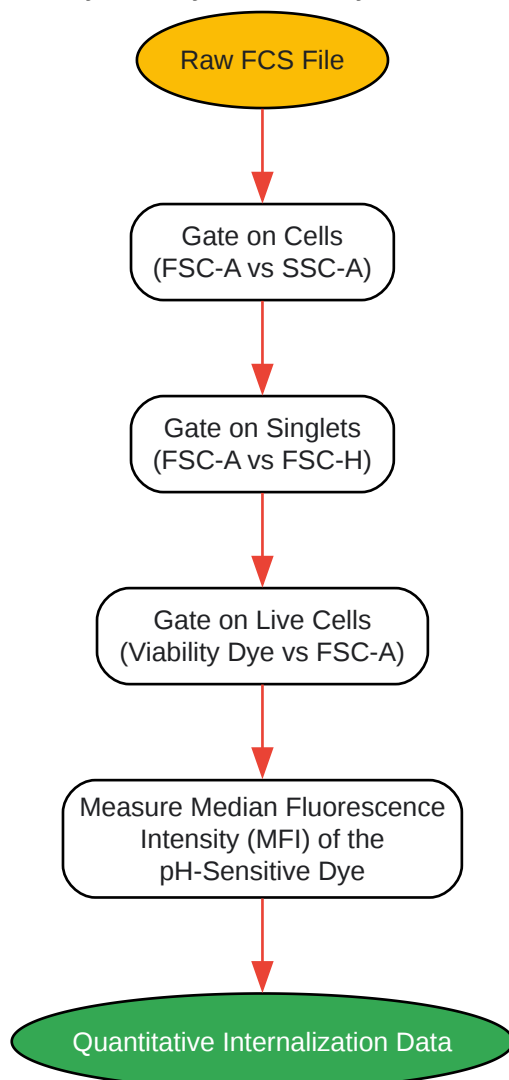 Raw FCS File
Gate on Cells
(FSC-A vs SSC-A)
Gate on Singlets
(FSC-A vs FSC-H)
Gate on Live Cells
(Viability Dye vs FSC-A)
Measure Median Fluorescence
Intensity (MFI) of the
pH-Sensitive Dye
Quantitative Internalization Data